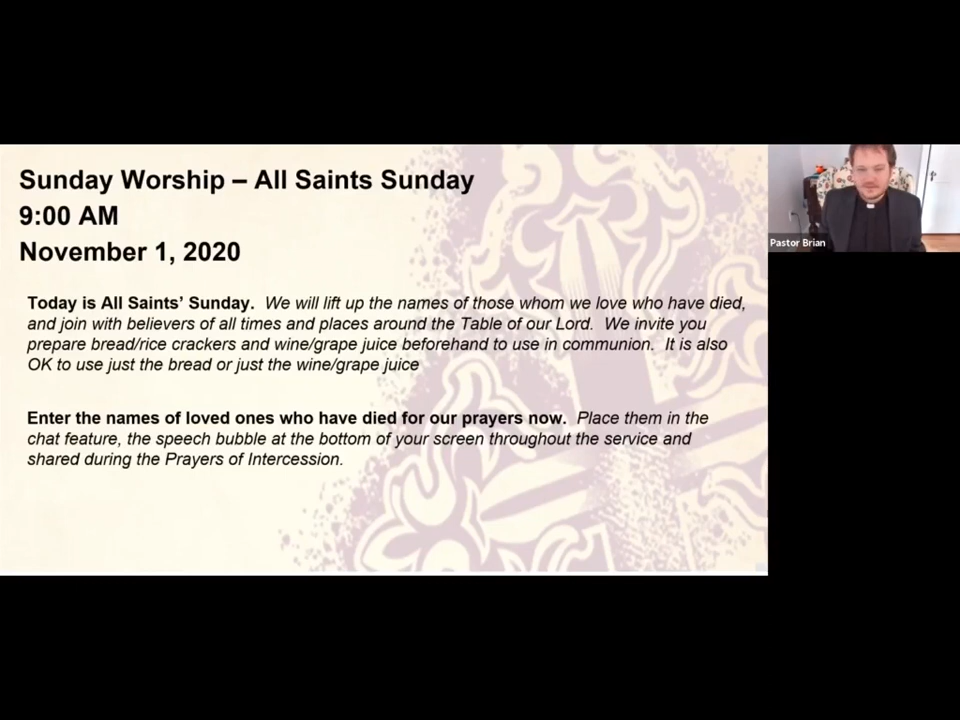 Sunday Worship – All Saints Sunday
9:00 AM
November 1, 2020
Today is All Saints' Sunday. We will lift up the names of those whom we love who have died,
and join with believers of all times and places around the Table of our Lord. We invite you
prepare bread/rice crackers and wine/grape juice beforehand to use in communion. It is also
OK to use just the bread or just the wine/grape juice
Enter the names of loved ones who have died for our prayers now. Place them in the
chat feature, the speech bubble at the bottom of your screen throughout the service and
shared during the Prayers of Intercession.
Pastor Brian